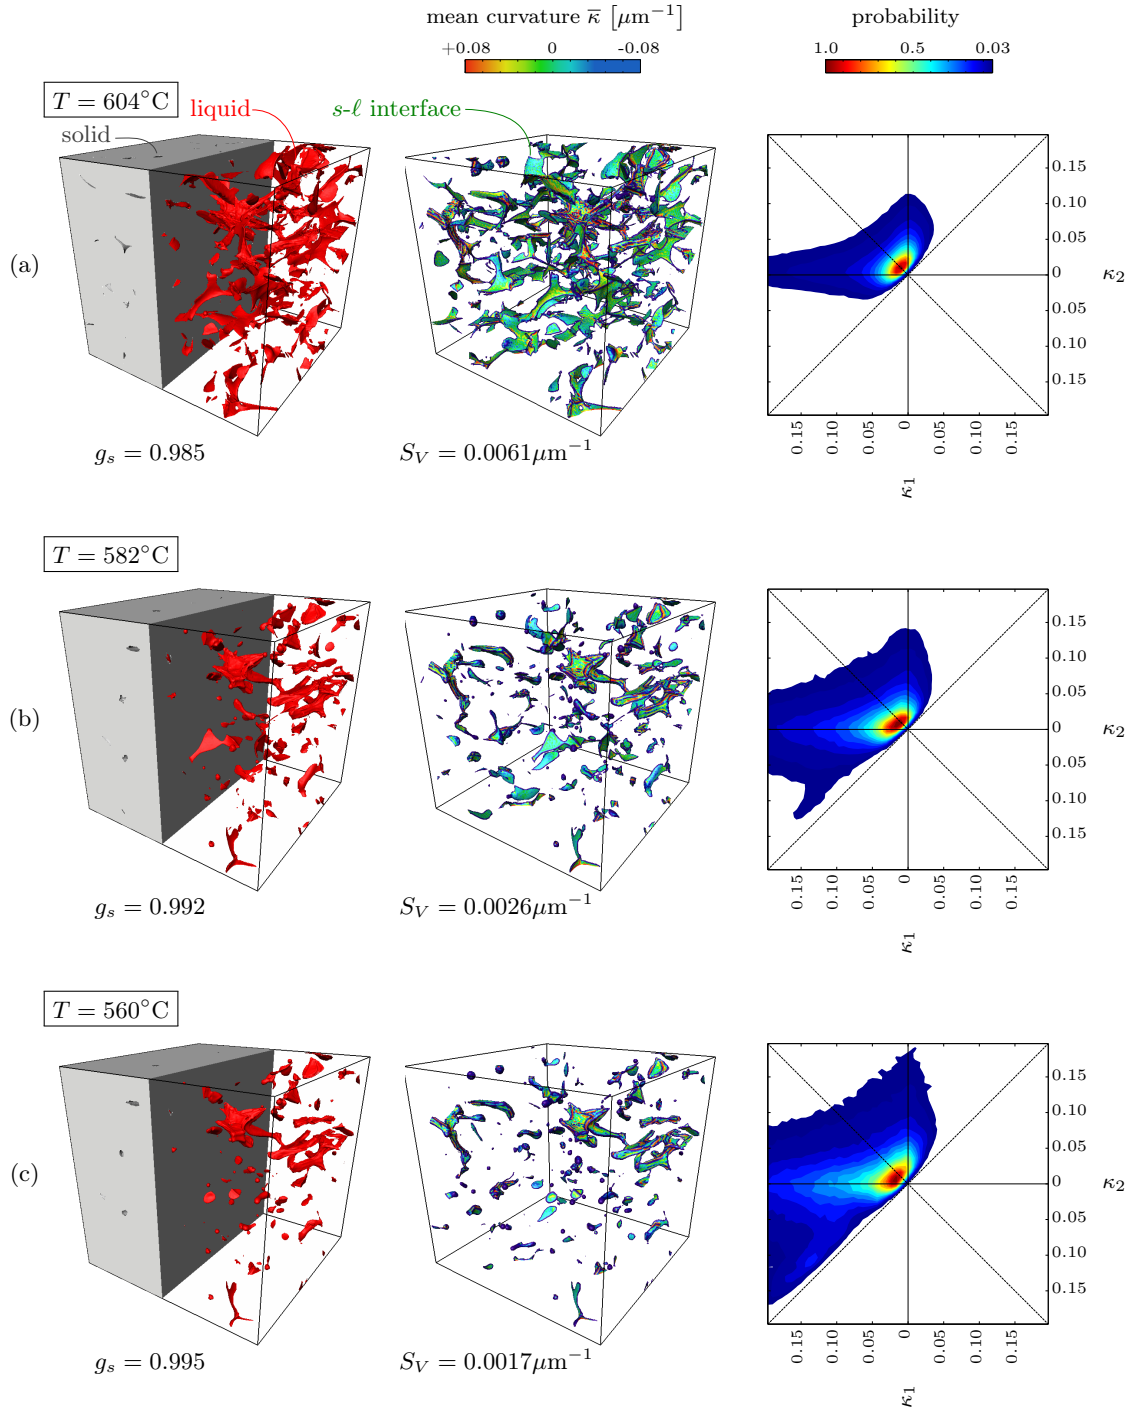 mean curvature κ̅ [μm⁻¹]
+0.08 0 -0.08
probability
1.0 0.5 0.03
T = 604°C
liquid
solid
s-ℓ interface
(a)
0.15
0.10
0.05
0
0.05
0.10
0.15
κ₂
0.15 0.10 0.05 0 0.05 0.10 0.15
κ₁
gₛ = 0.985
S_V = 0.0061μm⁻¹
T = 582°C
(b)
0.15
0.10
0.05
0
0.05
0.10
0.15
κ₂
0.15 0.10 0.05 0 0.05 0.10 0.15
κ₁
gₛ = 0.992
S_V = 0.0026μm⁻¹
T = 560°C
(c)
0.15
0.10
0.05
0
0.05
0.10
0.15
κ₂
0.15 0.10 0.05 0 0.05 0.10 0.15
κ₁
gₛ = 0.995
S_V = 0.0017μm⁻¹